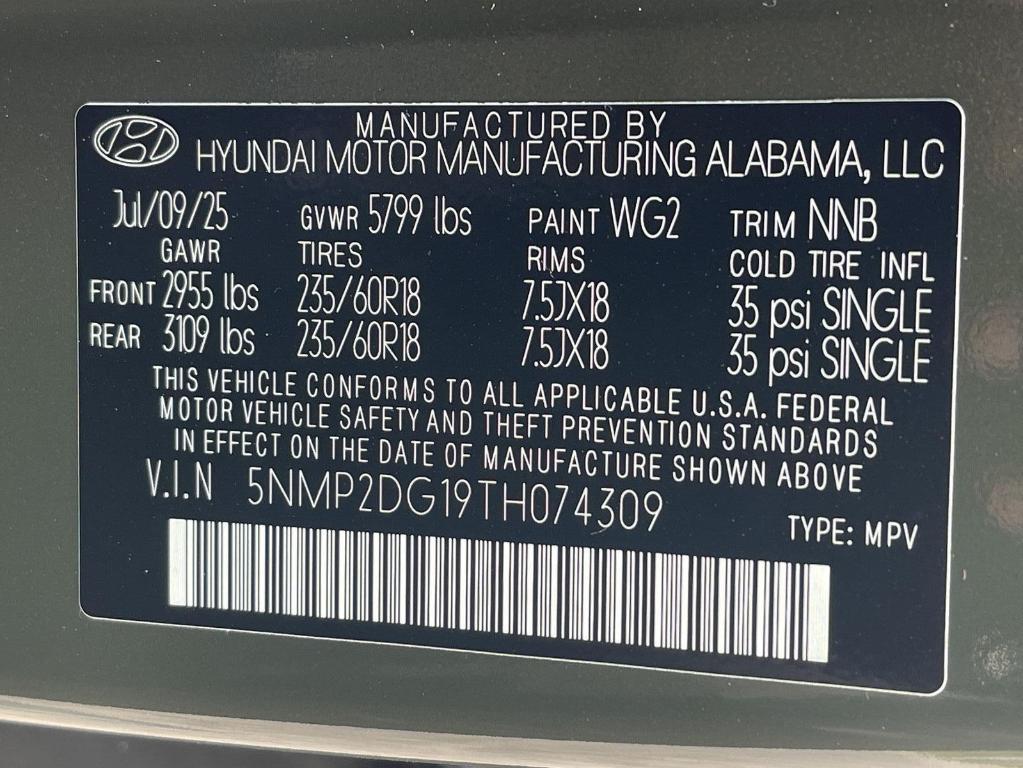 MANUFACTURED BY
HYUNDAI MOTOR MANUFACTURING ALABAMA, LLC
Jul/09/25 GVWR 5799 lbs PAINT WG2 TRIM NNB
GAWR TIRES RIMS COLD TIRE INFL
FRONT 2955 lbs 235/60R18 7.5JX18 35 psi SINGLE
REAR 3109 lbs 235/60R18 7.5JX18 35 psi SINGLE
THIS VEHICLE CONFORMS TO ALL APPLICABLE U.S.A. FEDERAL
MOTOR VEHICLE SAFETY AND THEFT PREVENTION STANDARDS
IN EFFECT ON THE DATE OF MANUFACTURE SHOWN ABOVE
V.I.N 5NMP2DG19TH074309 TYPE: MPV